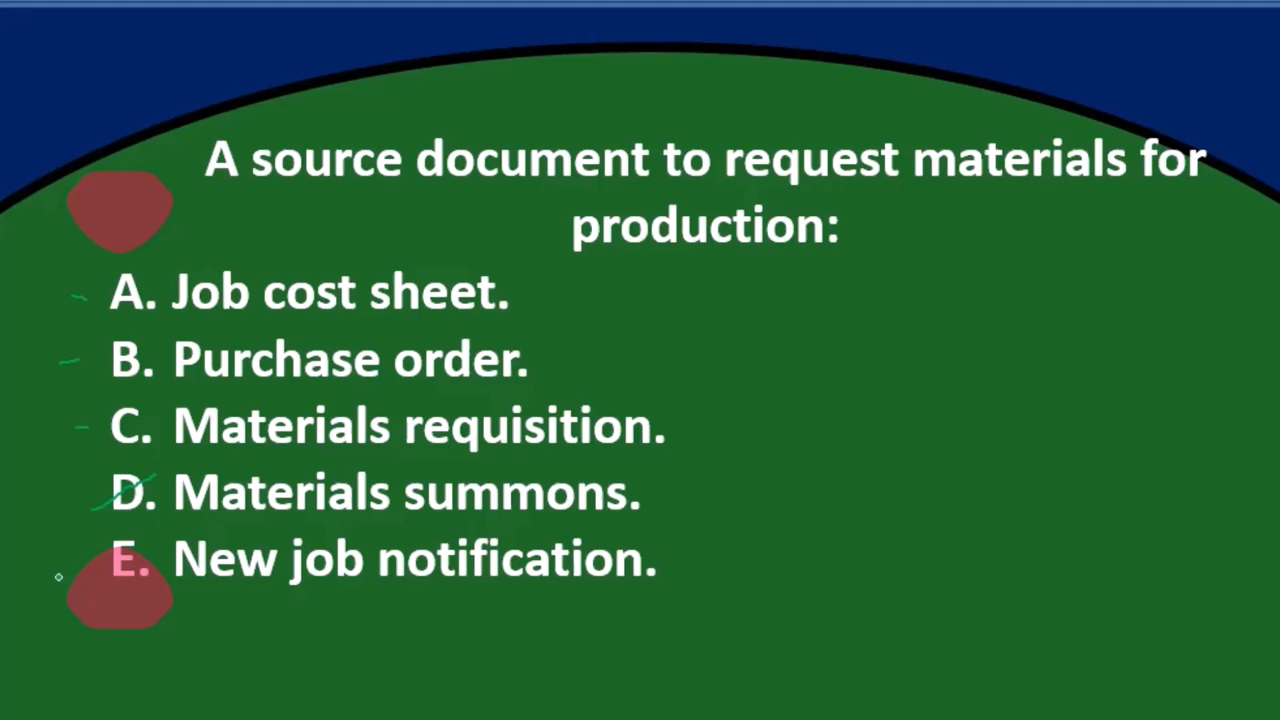 A source document to request materials for
production:
A. Job cost sheet.
B. Purchase order.
C. Materials requisition.
D. Materials summons.
E. New job notification.